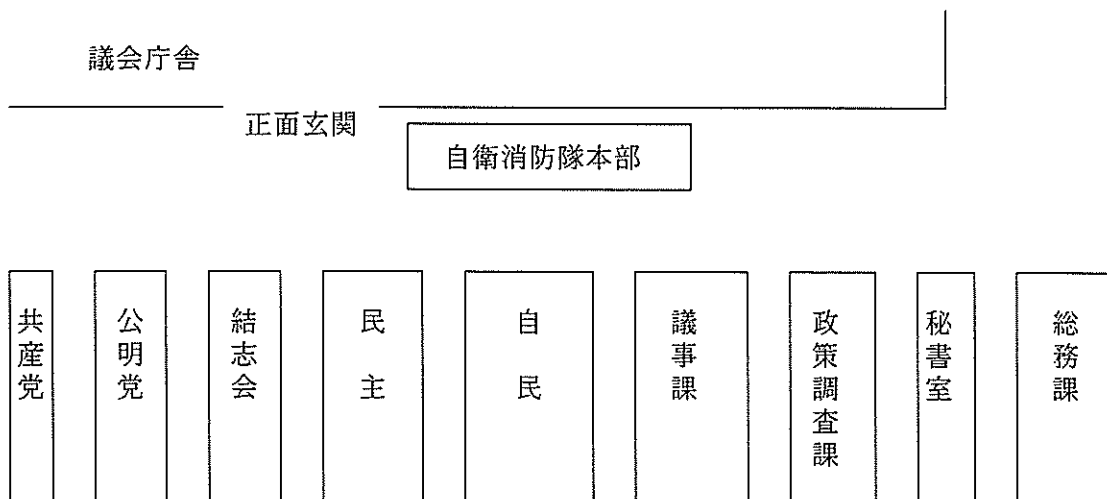 議会庁舎
正面玄関
自衛消防隊本部
共産党
公明党
結志会
民主
自民
議事課
政策調査課
秘書室
総務課